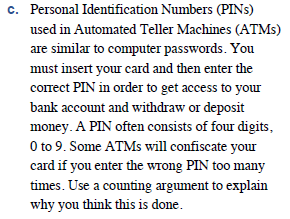 c. Personal Identification Numbers (PINs)
used in Automated Teller Machines (ATMs)
are similar to computer passwords. You
must insert your card and then enter the
correct PIN in order to get access to your
bank account and withdraw or deposit
money. A PIN often consists of four digits,
0 to 9. Some ATMs will confiscate your
card if you enter the wrong PIN too many
times. Use a counting argument to explain
why you think this is done.